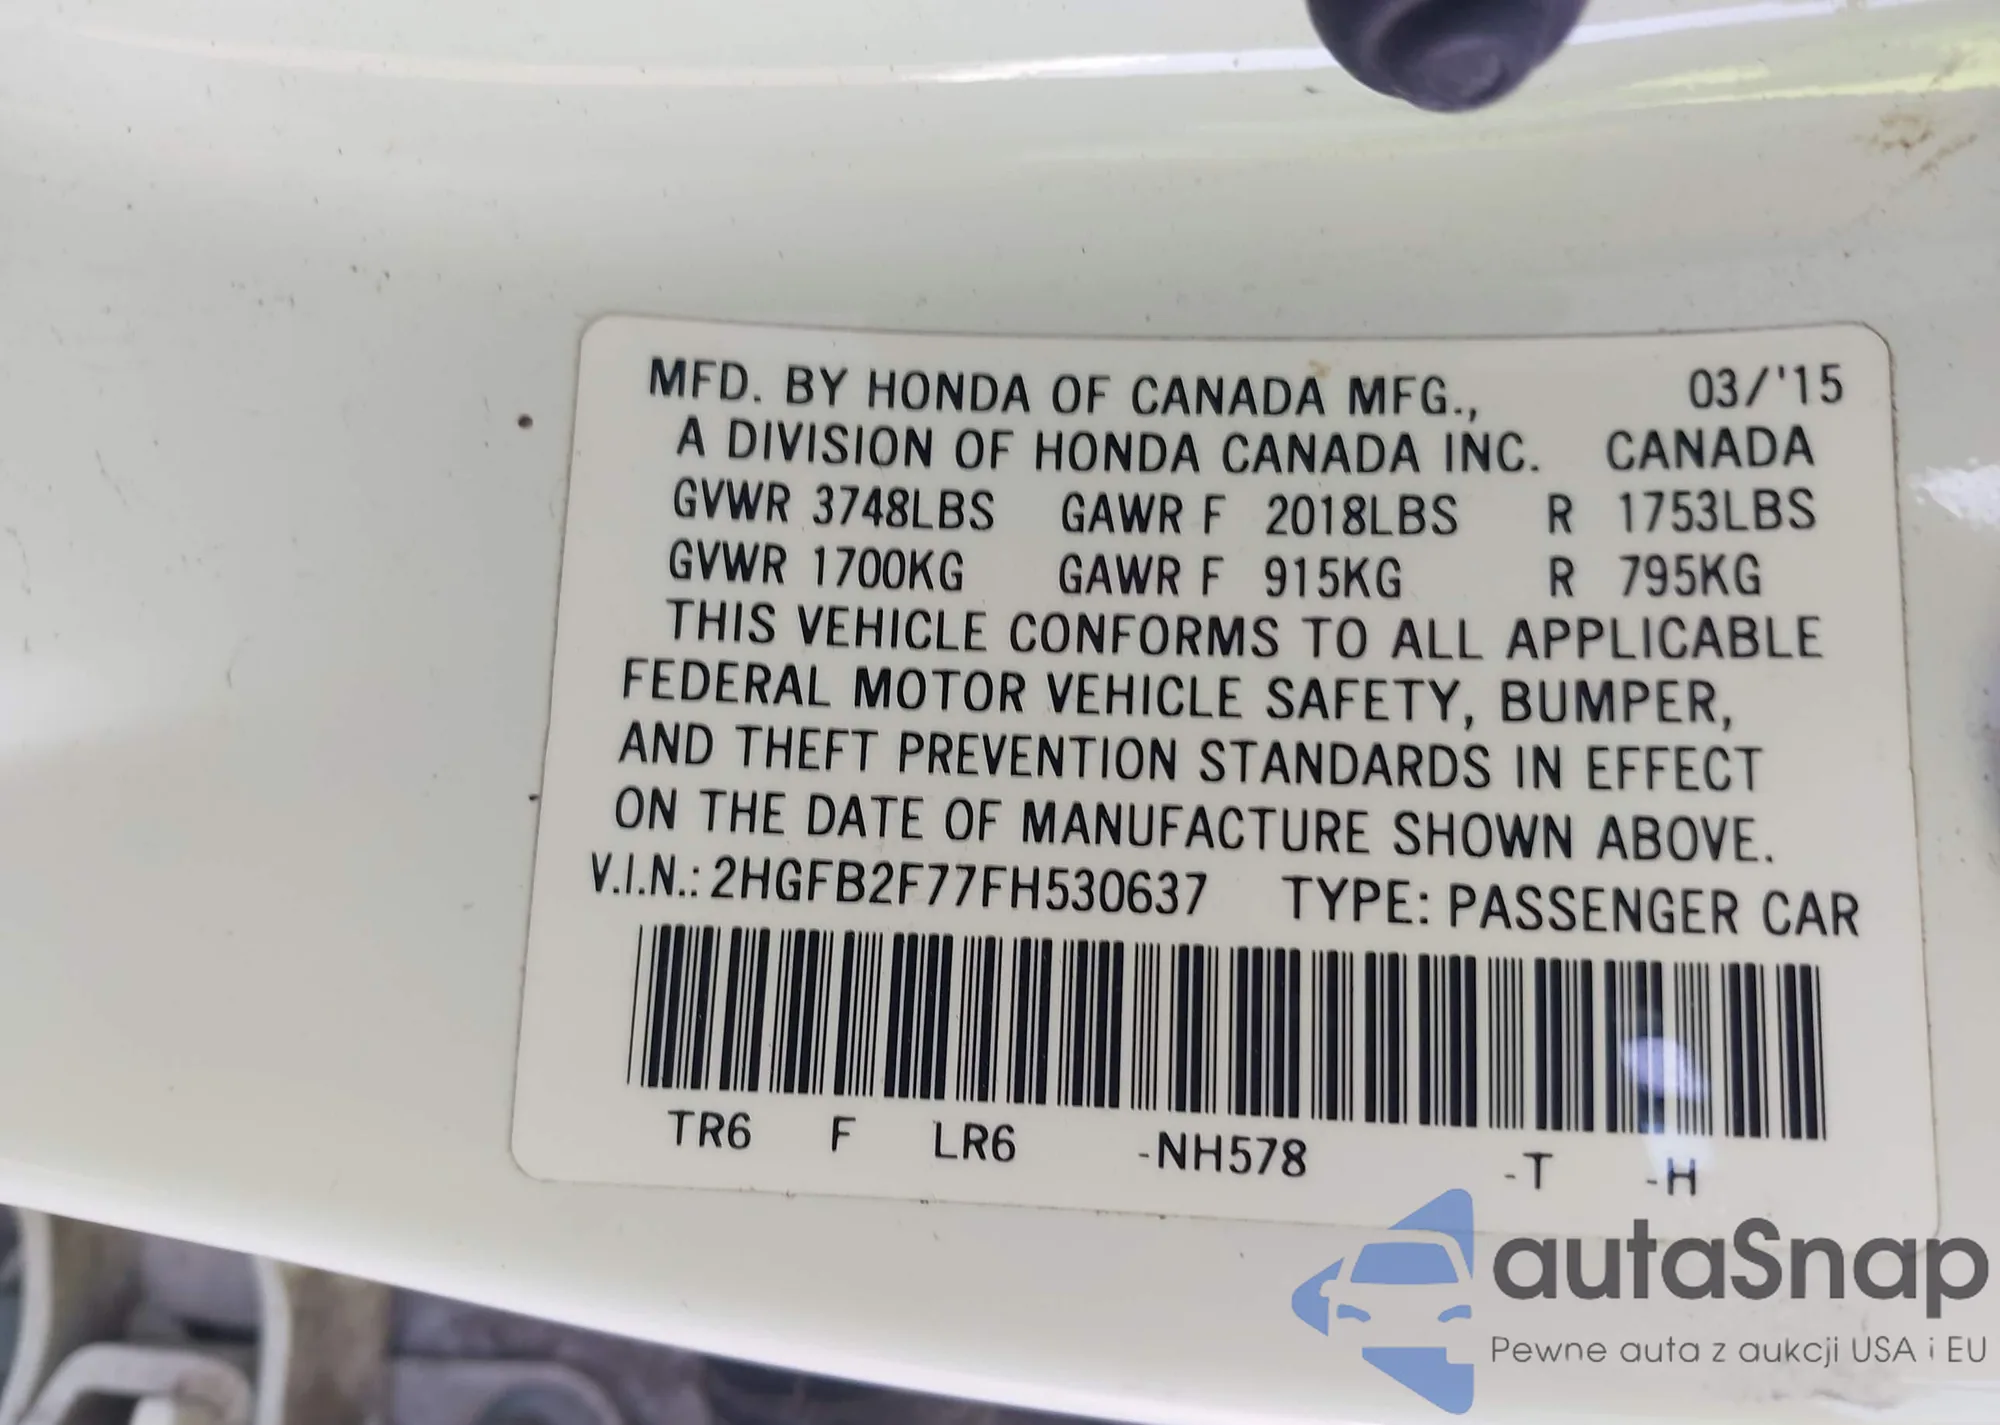 MFD. BY HONDA OF CANADA MFG., 03/'15
A DIVISION OF HONDA CANADA INC. CANADA
GVWR 3748LBS GAWR F 2018LBS R 1753LBS
GVWR 1700KG GAWR F 915KG R 795KG
THIS VEHICLE CONFORMS TO ALL APPLICABLE
FEDERAL MOTOR VEHICLE SAFETY, BUMPER,
AND THEFT PREVENTION STANDARDS IN EFFECT
ON THE DATE OF MANUFACTURE SHOWN ABOVE.
V.I.N.: 2HGFB2F77FH530637 TYPE: PASSENGER CAR
TR6 F LR6 -NH578 -T -H
autaSnap
Pewne auta z aukcji USA i EU